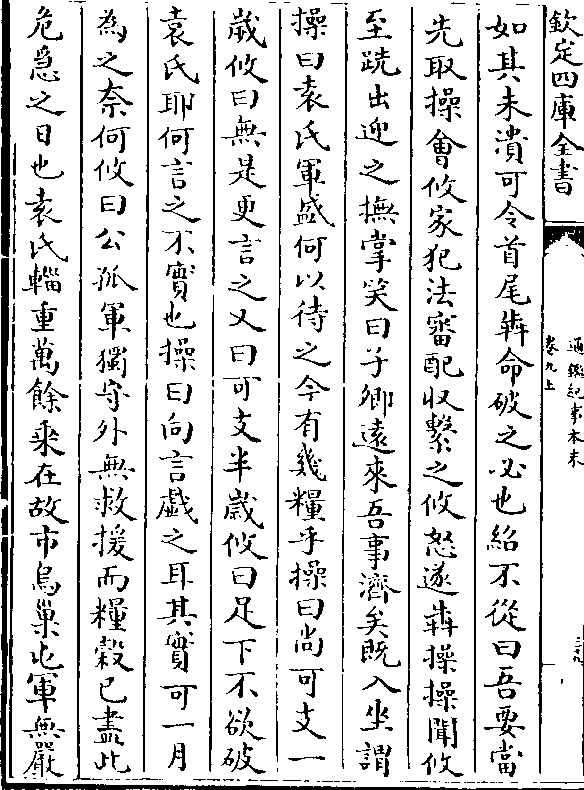 欽定四庫全書
通鑑紀事本末
卷九上
如其未潰可令首尾犇命破之必也紹不從曰吾要當
先取操會攸家犯法審配收繫之攸怒遂犇操操聞攸
至跣出迎之撫掌笑曰子卿遠來吾事濟矣既入坐謂
操曰袁氏軍盛何以待之今有幾糧乎操曰尚可支一
歲攸曰無是更言之又曰可支半歲攸曰足下不欲破
袁氏耶何言之不實也操曰向言戲之耳其實可一月
為之奈何攸曰公孤軍獨守外無救援而糧穀已盡此
危急之日也袁氏輜重萬餘乘在故市烏巢屯軍無嚴